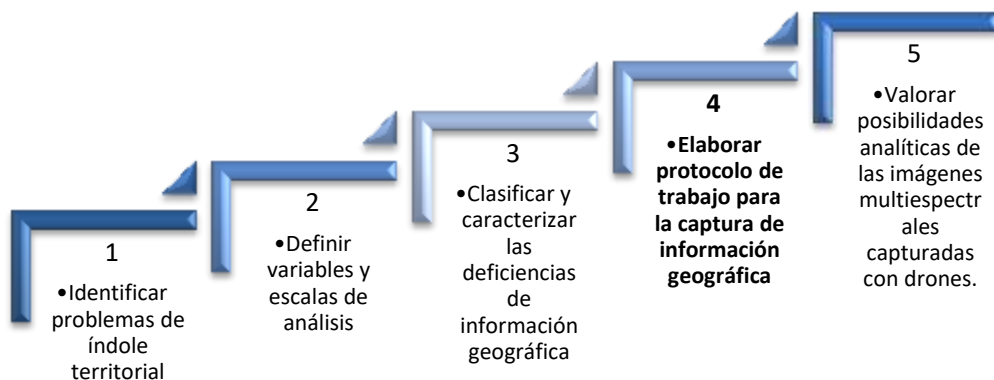 1
•Identificar
problemas de
índole
territorial
2
•Definir
variables y
escalas de
análisis
3
•Clasificar y
caracterizar
las
deficiencias
de
información
geográfica
4
•Elaborar
protocolo de
trabajo para
la captura de
información
geográfica
5
•Valorar
posibilidades
analíticas de
las imágenes
multiespectr
ales
capturadas
con drones.